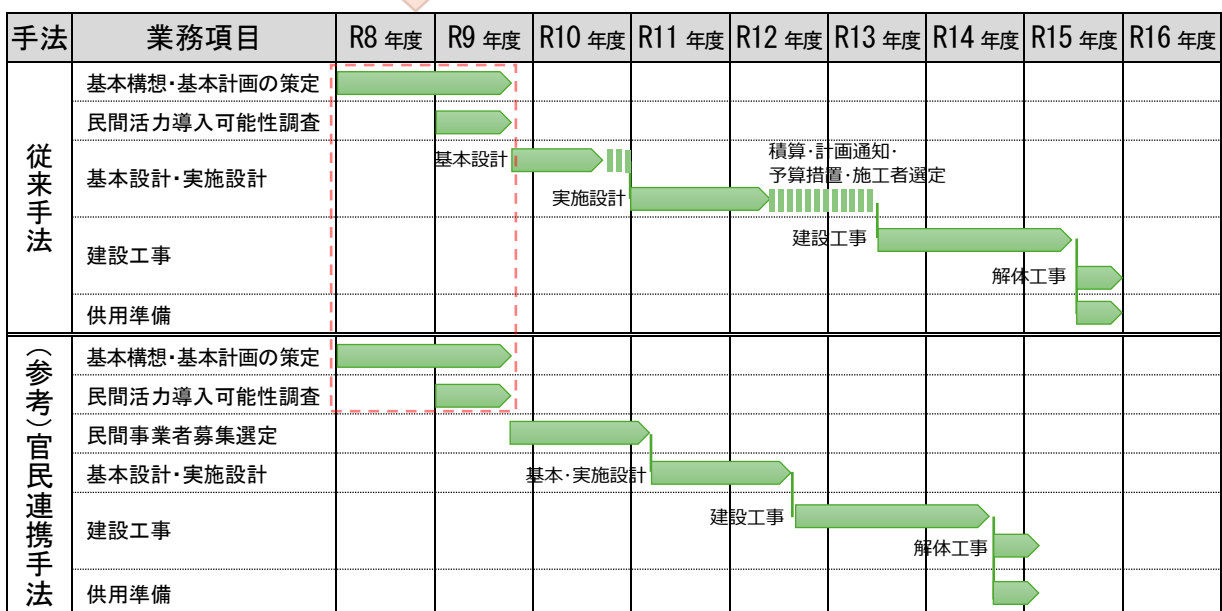 手法 業務項目 R8 年度 R9 年度 R10 年度 R11 年度 R12 年度 R13 年度 R14 年度 R15 年度 R16 年度
従来手法
基本構想・基本計画の策定
民間活力導入可能性調査
基本設計・実施設計
基本設計
実施設計
積算・計画通知・
予算措置・施工者選定
建設工事
建設工事
解体工事
供用準備
（参考）官民連携手法
基本構想・基本計画の策定
民間活力導入可能性調査
民間事業者募集選定
基本設計・実施設計
基本・実施設計
建設工事
建設工事
解体工事
供用準備